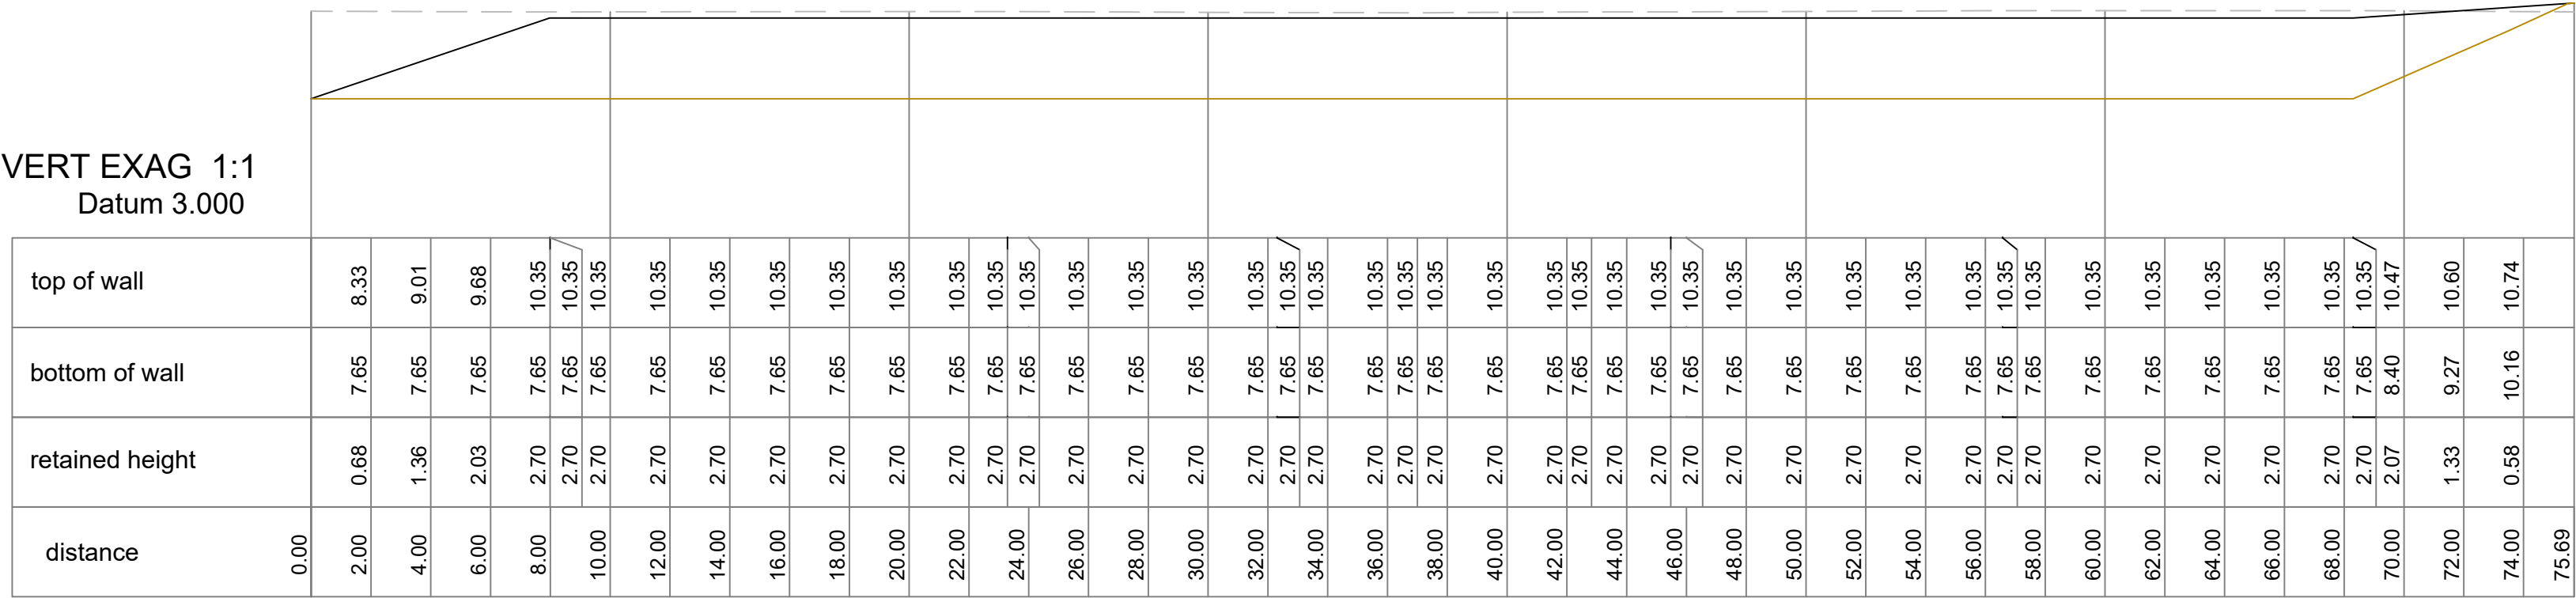 VERT EXAG 1:1
Datum 3.000
top of wall 8.33 9.01 9.68 10.35 10.35 10.35 10.35 10.35 10.35 10.35 10.35 10.35 10.35 10.35 10.35 10.35 10.35 10.35 10.35 10.35 10.35 10.35 10.35 10.35 10.35 10.35 10.35 10.35 10.35 10.35 10.35 10.35 10.35 10.35 10.35 10.35 10.35 10.35 10.35 10.35 10.35 10.35 10.47 10.60 10.74
bottom of wall 7.65 7.65 7.65 7.65 7.65 7.65 7.65 7.65 7.65 7.65 7.65 7.65 7.65 7.65 7.65 7.65 7.65 7.65 7.65 7.65 7.65 7.65 7.65 7.65 7.65 7.65 7.65 7.65 7.65 7.65 7.65 7.65 7.65 7.65 7.65 7.65 7.65 7.65 7.65 7.65 7.65 7.65 8.40 9.27 10.16
retained height 0.68 1.36 2.03 2.70 2.70 2.70 2.70 2.70 2.70 2.70 2.70 2.70 2.70 2.70 2.70 2.70 2.70 2.70 2.70 2.70 2.70 2.70 2.70 2.70 2.70 2.70 2.70 2.70 2.70 2.70 2.70 2.70 2.70 2.70 2.70 2.70 2.70 2.70 2.70 2.70 2.70 2.70 2.07 1.33 0.58
distance 0.00 2.00 4.00 6.00 8.00 10.00 12.00 14.00 16.00 18.00 20.00 22.00 24.00 26.00 28.00 30.00 32.00 34.00 36.00 38.00 40.00 42.00 44.00 46.00 48.00 50.00 52.00 54.00 56.00 58.00 60.00 62.00 64.00 66.00 68.00 70.00 72.00 74.00 75.69